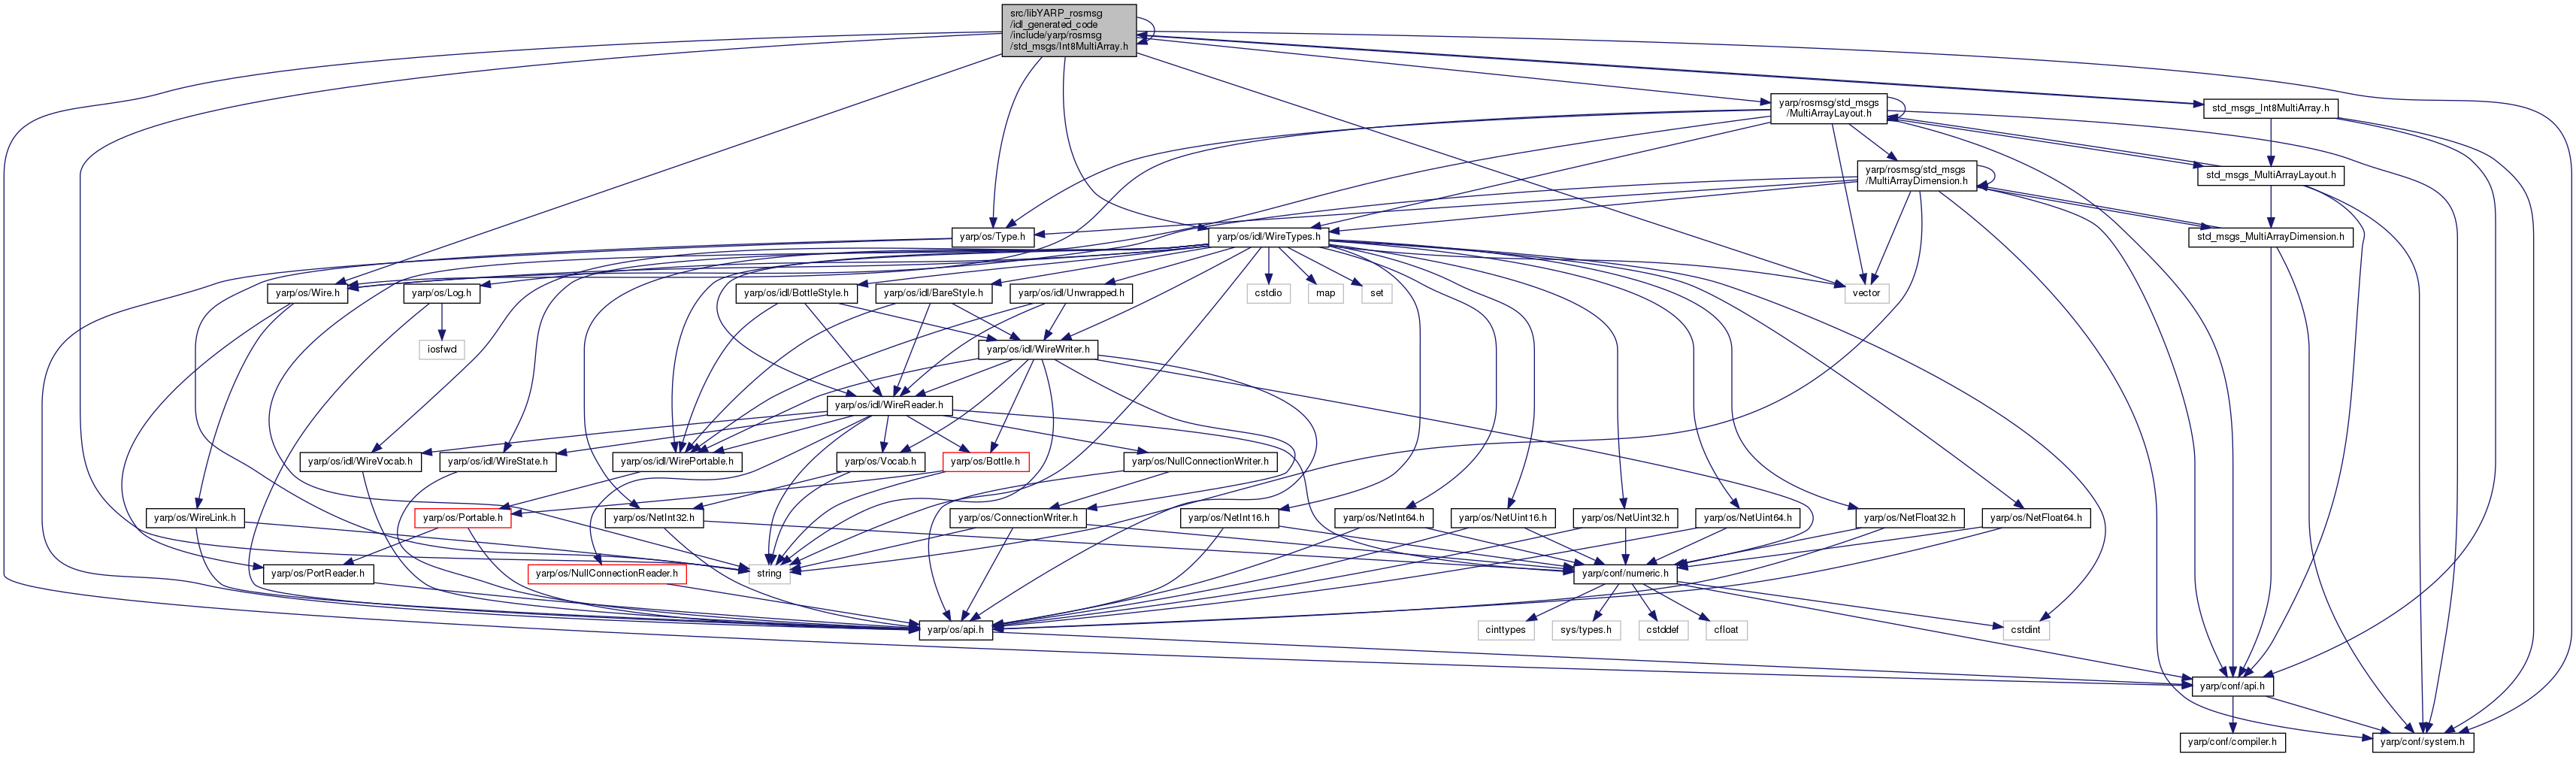 src/libYARP_rosmsg
/idl_generated_code
/include/yarp/rosmsg
/std_msgs/Int8MultiArray.h
yarp/rosmsg/std_msgs
/MultiArrayLayout.h
std_msgs_Int8MultiArray.h
yarp/rosmsg/std_msgs
/MultiArrayDimension.h
std_msgs_MultiArrayLayout.h
yarp/os/Type.h
yarp/os/idl/WireTypes.h
std_msgs_MultiArrayDimension.h
yarp/os/Wire.h
yarp/os/Log.h
yarp/os/idl/BottleStyle.h
yarp/os/idl/BareStyle.h
yarp/os/idl/Unwrapped.h
cstdio
map
set
vector
iosfwd
yarp/os/idl/WireWriter.h
yarp/os/idl/WireReader.h
yarp/os/idl/WireVocab.h
yarp/os/idl/WireState.h
yarp/os/idl/WirePortable.h
yarp/os/Vocab.h
yarp/os/Bottle.h
yarp/os/NullConnectionWriter.h
yarp/os/WireLink.h
yarp/os/Portable.h
yarp/os/NetInt32.h
yarp/os/ConnectionWriter.h
yarp/os/NetInt16.h
yarp/os/NetInt64.h
yarp/os/NetUint16.h
yarp/os/NetUint32.h
yarp/os/NetUint64.h
yarp/os/NetFloat32.h
yarp/os/NetFloat64.h
yarp/os/PortReader.h
yarp/os/NullConnectionReader.h
string
yarp/conf/numeric.h
yarp/os/api.h
cinttypes
sys/types.h
cstddef
cfloat
cstdint
yarp/conf/api.h
yarp/conf/compiler.h
yarp/conf/system.h